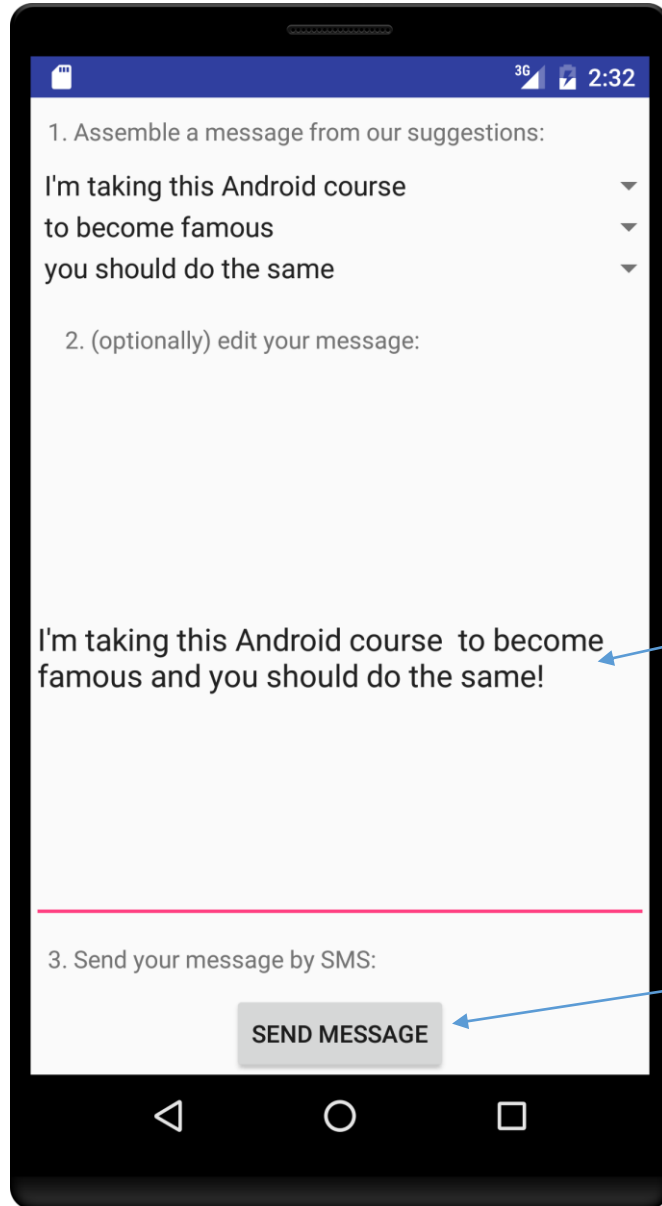 3G 2:32
1. Assemble a message from our suggestions:
I'm taking this Android course
to become famous
you should do the same
2. (optionally) edit your message:
I'm taking this Android course  to become
famous and you should do the same!
3. Send your message by SMS:
SEND MESSAGE